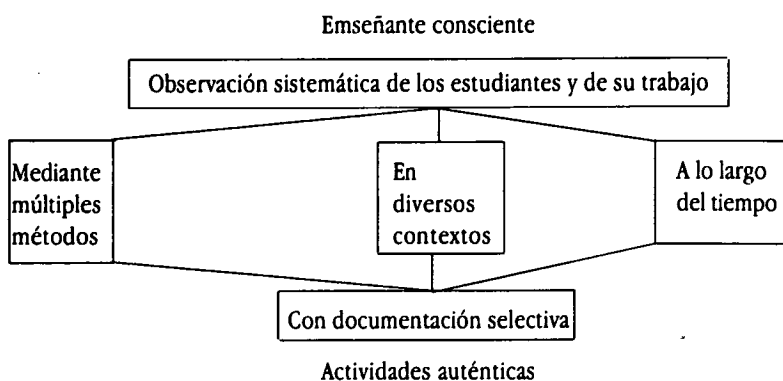 Emseñante consciente
Observación sistemática de los estudiantes y de su trabajo
Mediante
múltiples
métodos
En
diversos
contextos
A lo largo
del tiempo
Con documentación selectiva
Actividades auténticas